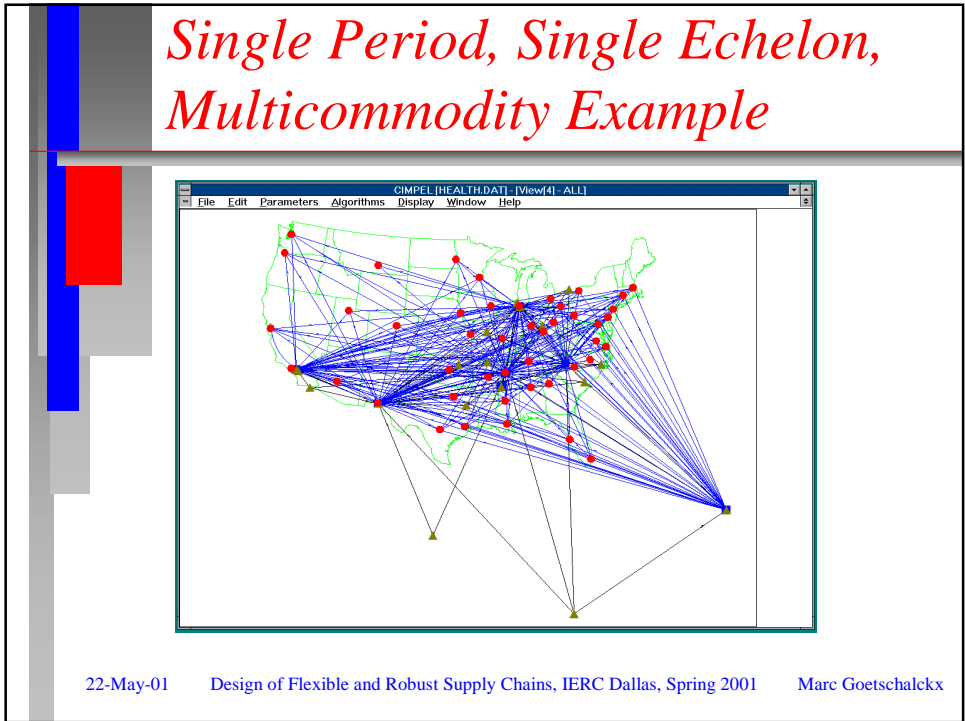 Single Period, Single Echelon,
Multicommodity Example
CIMPEL [HEALTH.DAT] - [View[4] - ALL]
File Edit Parameters Algorithms Display Window Help
22-May-01 Design of Flexible and Robust Supply Chains, IERC Dallas, Spring 2001 Marc Goetschalckx